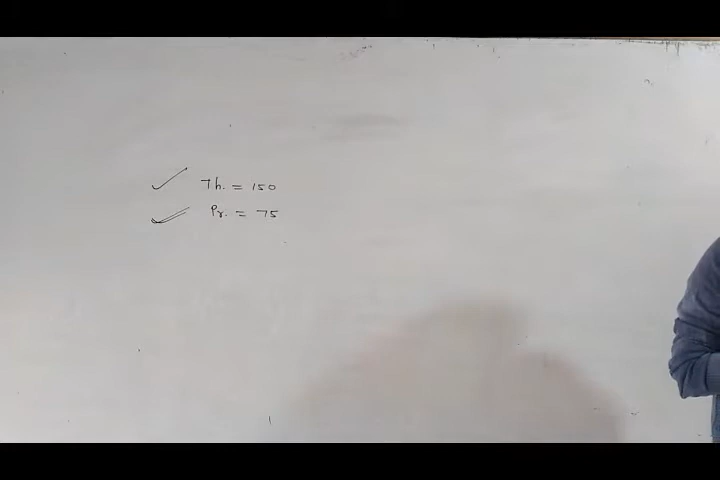 Th. = 150
Pr. = 75